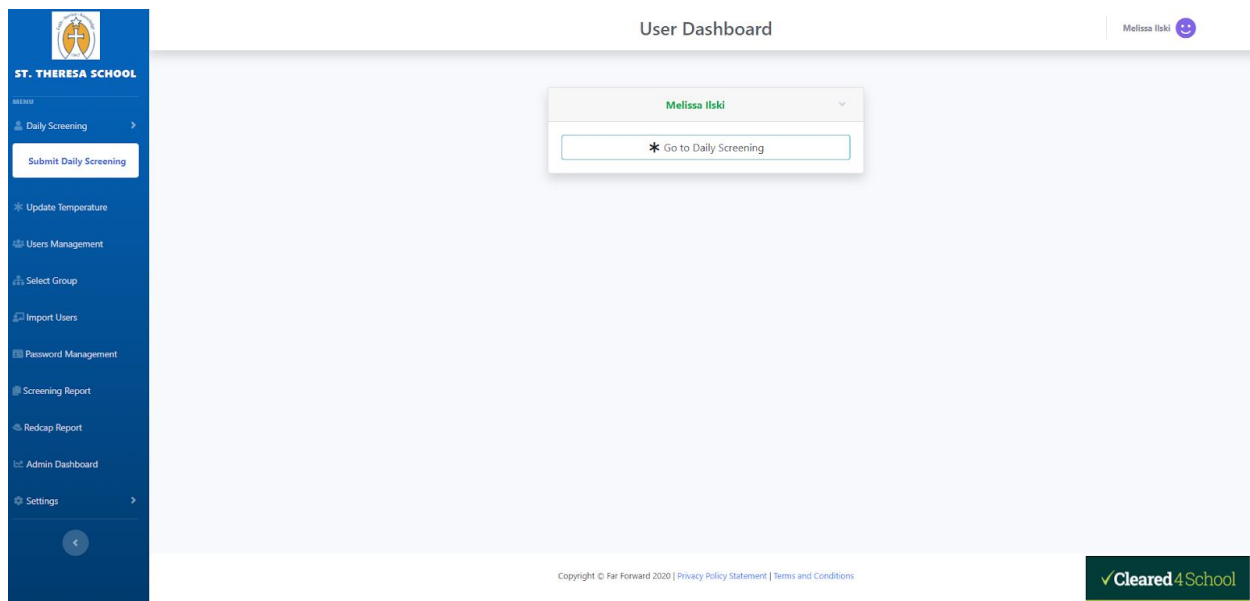 User Dashboard
Melissa Ilski
ST. THERESA SCHOOL
MENU
Daily Screening
Submit Daily Screening
Update Temperature
Users Management
Select Group
Import Users
Password Management
Screening Report
Redcap Report
Admin Dashboard
Settings
Melissa Ilski
Go to Daily Screening
Copyright © Far Forward 2020 | Privacy Policy Statement | Terms and Conditions
✓Cleared4School